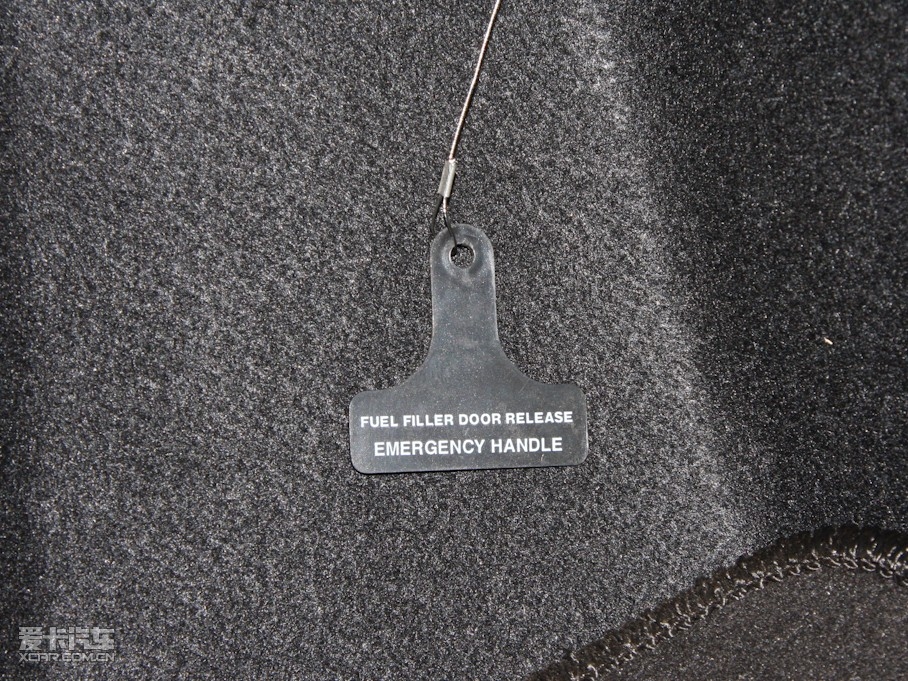 FUEL FILLER DOOR RELEASE
EMERGENCY HANDLE
爱卡汽车
XCAR.COM.CN